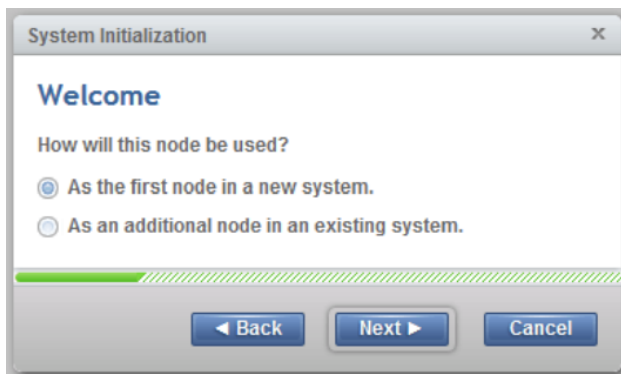 System Initialization x
Welcome
How will this node be used?
As the first node in a new system.
As an additional node in an existing system.
◄ Back Next ► Cancel